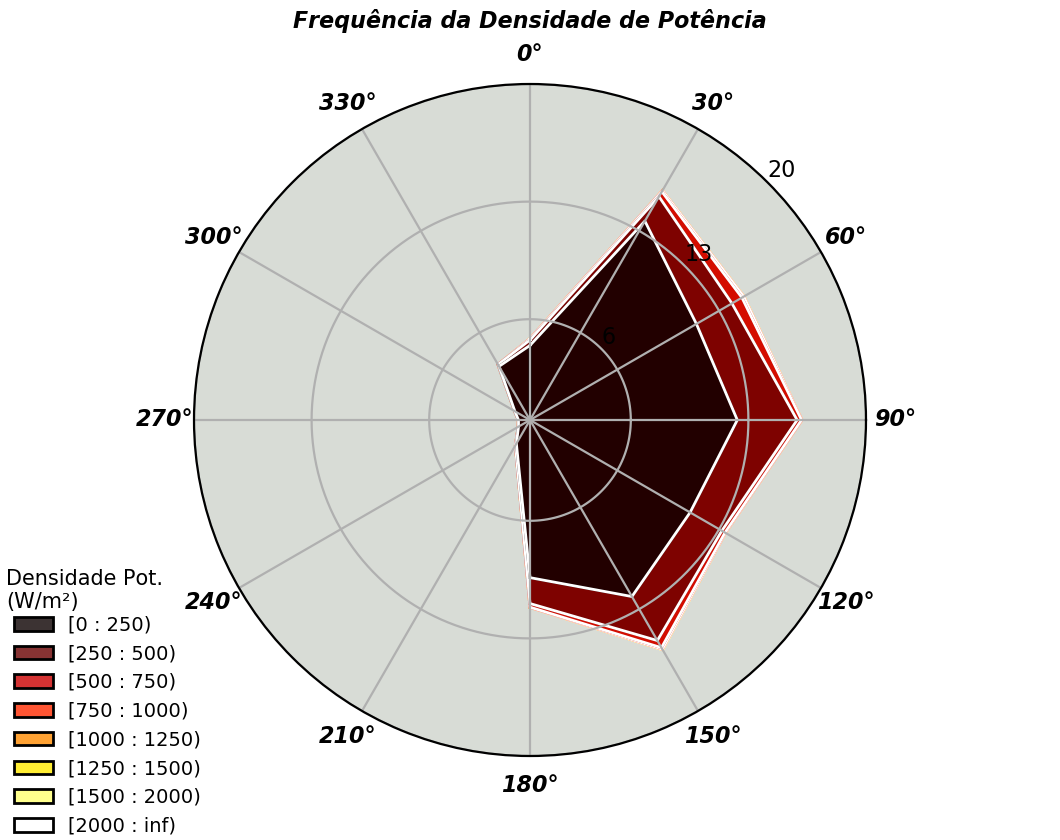 Frequência da Densidade de Potência
0°
330°
30°
20
300°
60°
13
6
270°
90°
240°
120°
210°
150°
180°
Densidade Pot.
(W/m²)
[0 : 250)
[250 : 500)
[500 : 750)
[750 : 1000)
[1000 : 1250)
[1250 : 1500)
[1500 : 2000)
[2000 : inf)